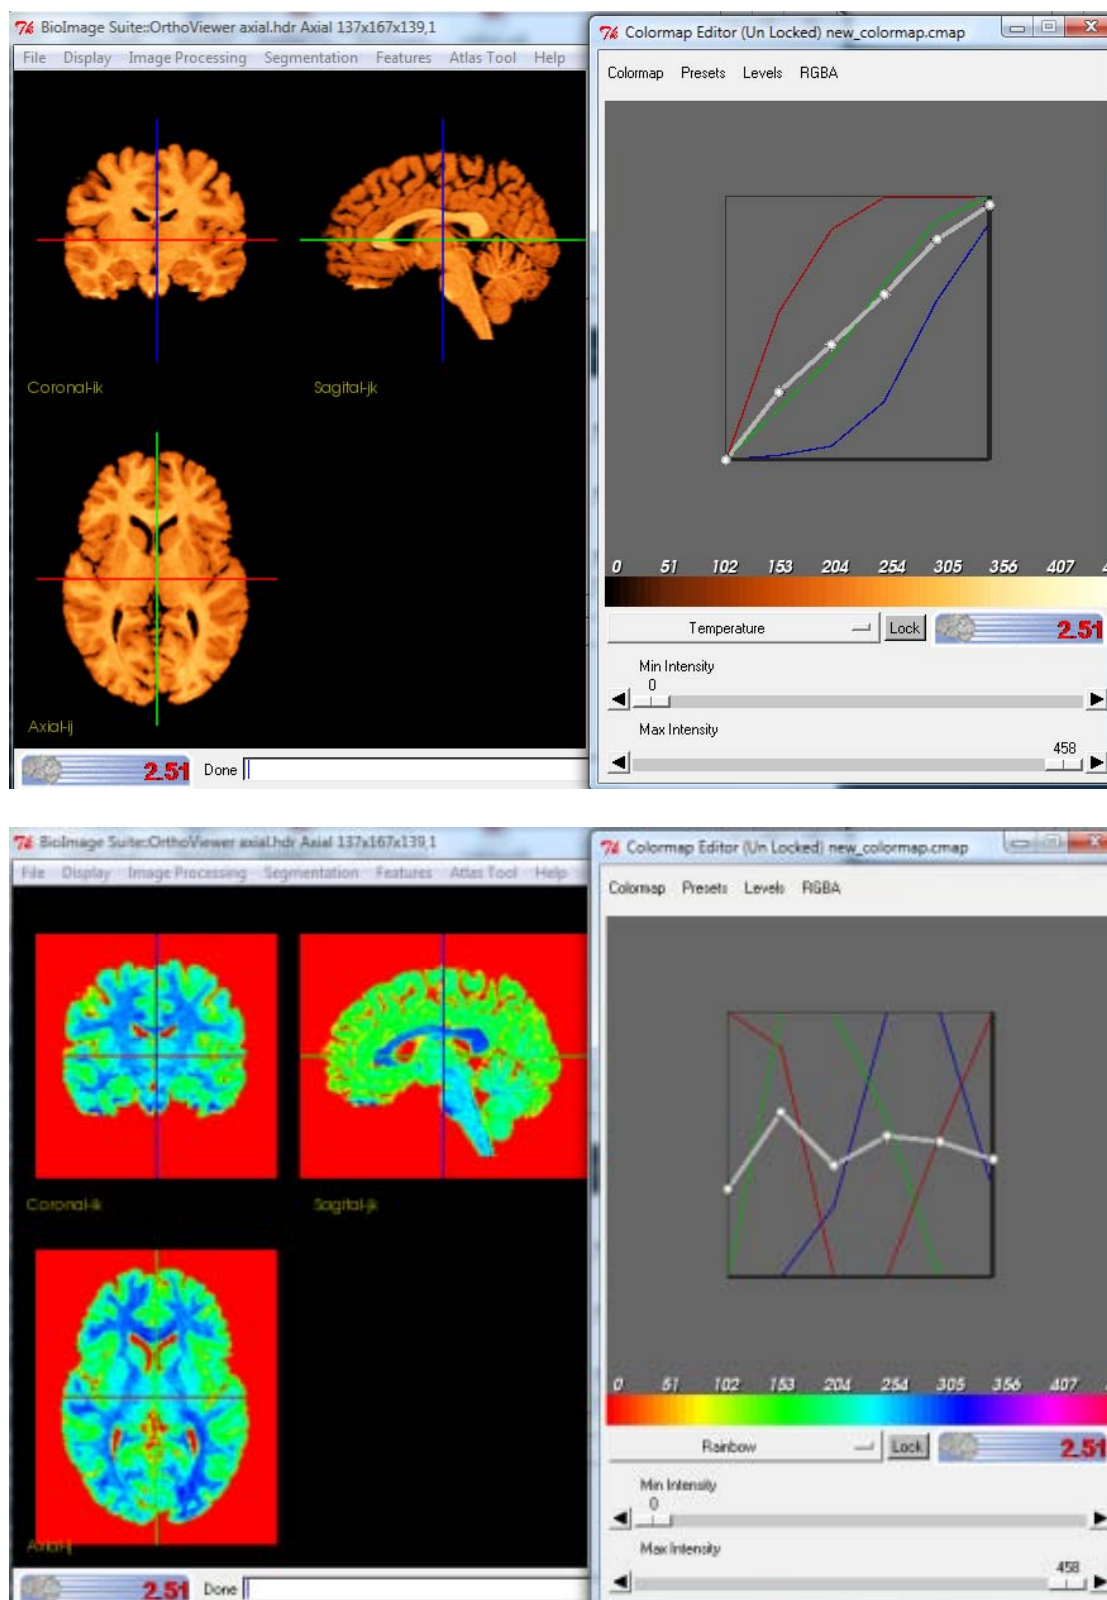 BioImage Suite::OrthoViewer axial.hdr Axial 137x167x139,1
File Display Image Processing Segmentation Features Atlas Tool Help
Coronal-ik
Sagital-jk
Axial-ij
2.51
Done
Colormap Editor (Un Locked) new_colormap.cmap
Colormap Presets Levels RGBA
0 51 102 153 204 254 305 356 407
Temperature
Lock
2.51
Min Intensity
0
Max Intensity
458
BioImage Suite::OrthoViewer axial.hdr Axial 137x167x139,1
File Display Image Processing Segmentation Features Atlas Tool Help
Coronal-ik
Sagital-jk
Axial-ij
2.51
Done
Colormap Editor (Un Locked) new_colormap.cmap
Colormap Presets Levels RGBA
0 51 102 153 204 254 305 356 407
Rainbow
Lock
2.51
Min Intensity
0
Max Intensity
458